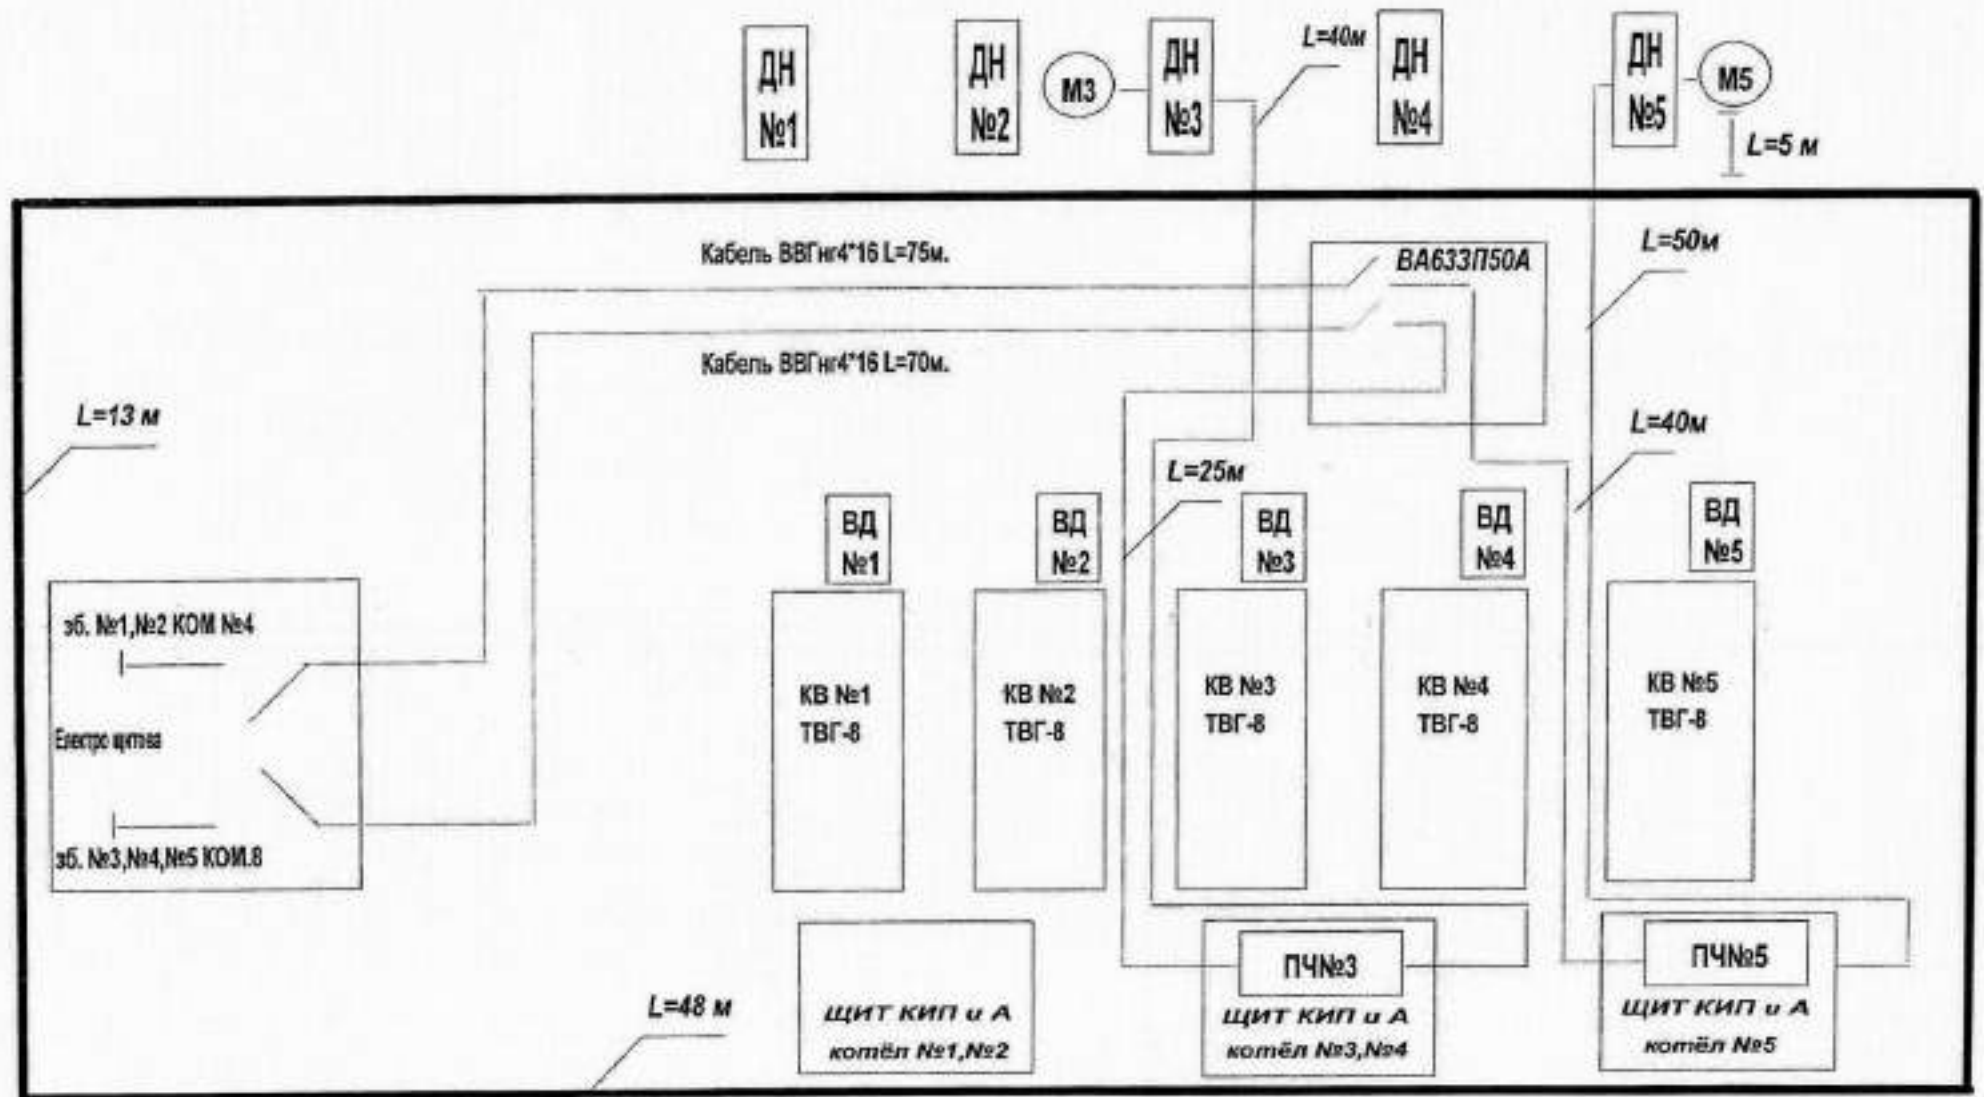 ДН
№1
ДН
№2
М3
ДН
№3
L=40м
ДН
№4
ДН
№5
М5
L=5 м
Кабель ВВГнг4*16 L=75м.
ВА633П50А
L=50м
Кабель ВВГнг4*16 L=70м.
L=13 м
L=40м
L=25м
ВД
№1
ВД
№2
ВД
№3
ВД
№4
ВД
№5
зб. №1,№2 КОМ №4
Електро щитова
зб. №3,№4,№5 КОМ.8
КВ №1
ТВГ-8
КВ №2
ТВГ-8
КВ №3
ТВГ-8
КВ №4
ТВГ-8
КВ №5
ТВГ-8
L=48 м
ЩИТ КИП и А
котёл №1,№2
ПЧ№3
ЩИТ КИП и А
котёл №3,№4
ПЧ№5
ЩИТ КИП и А
котёл №5